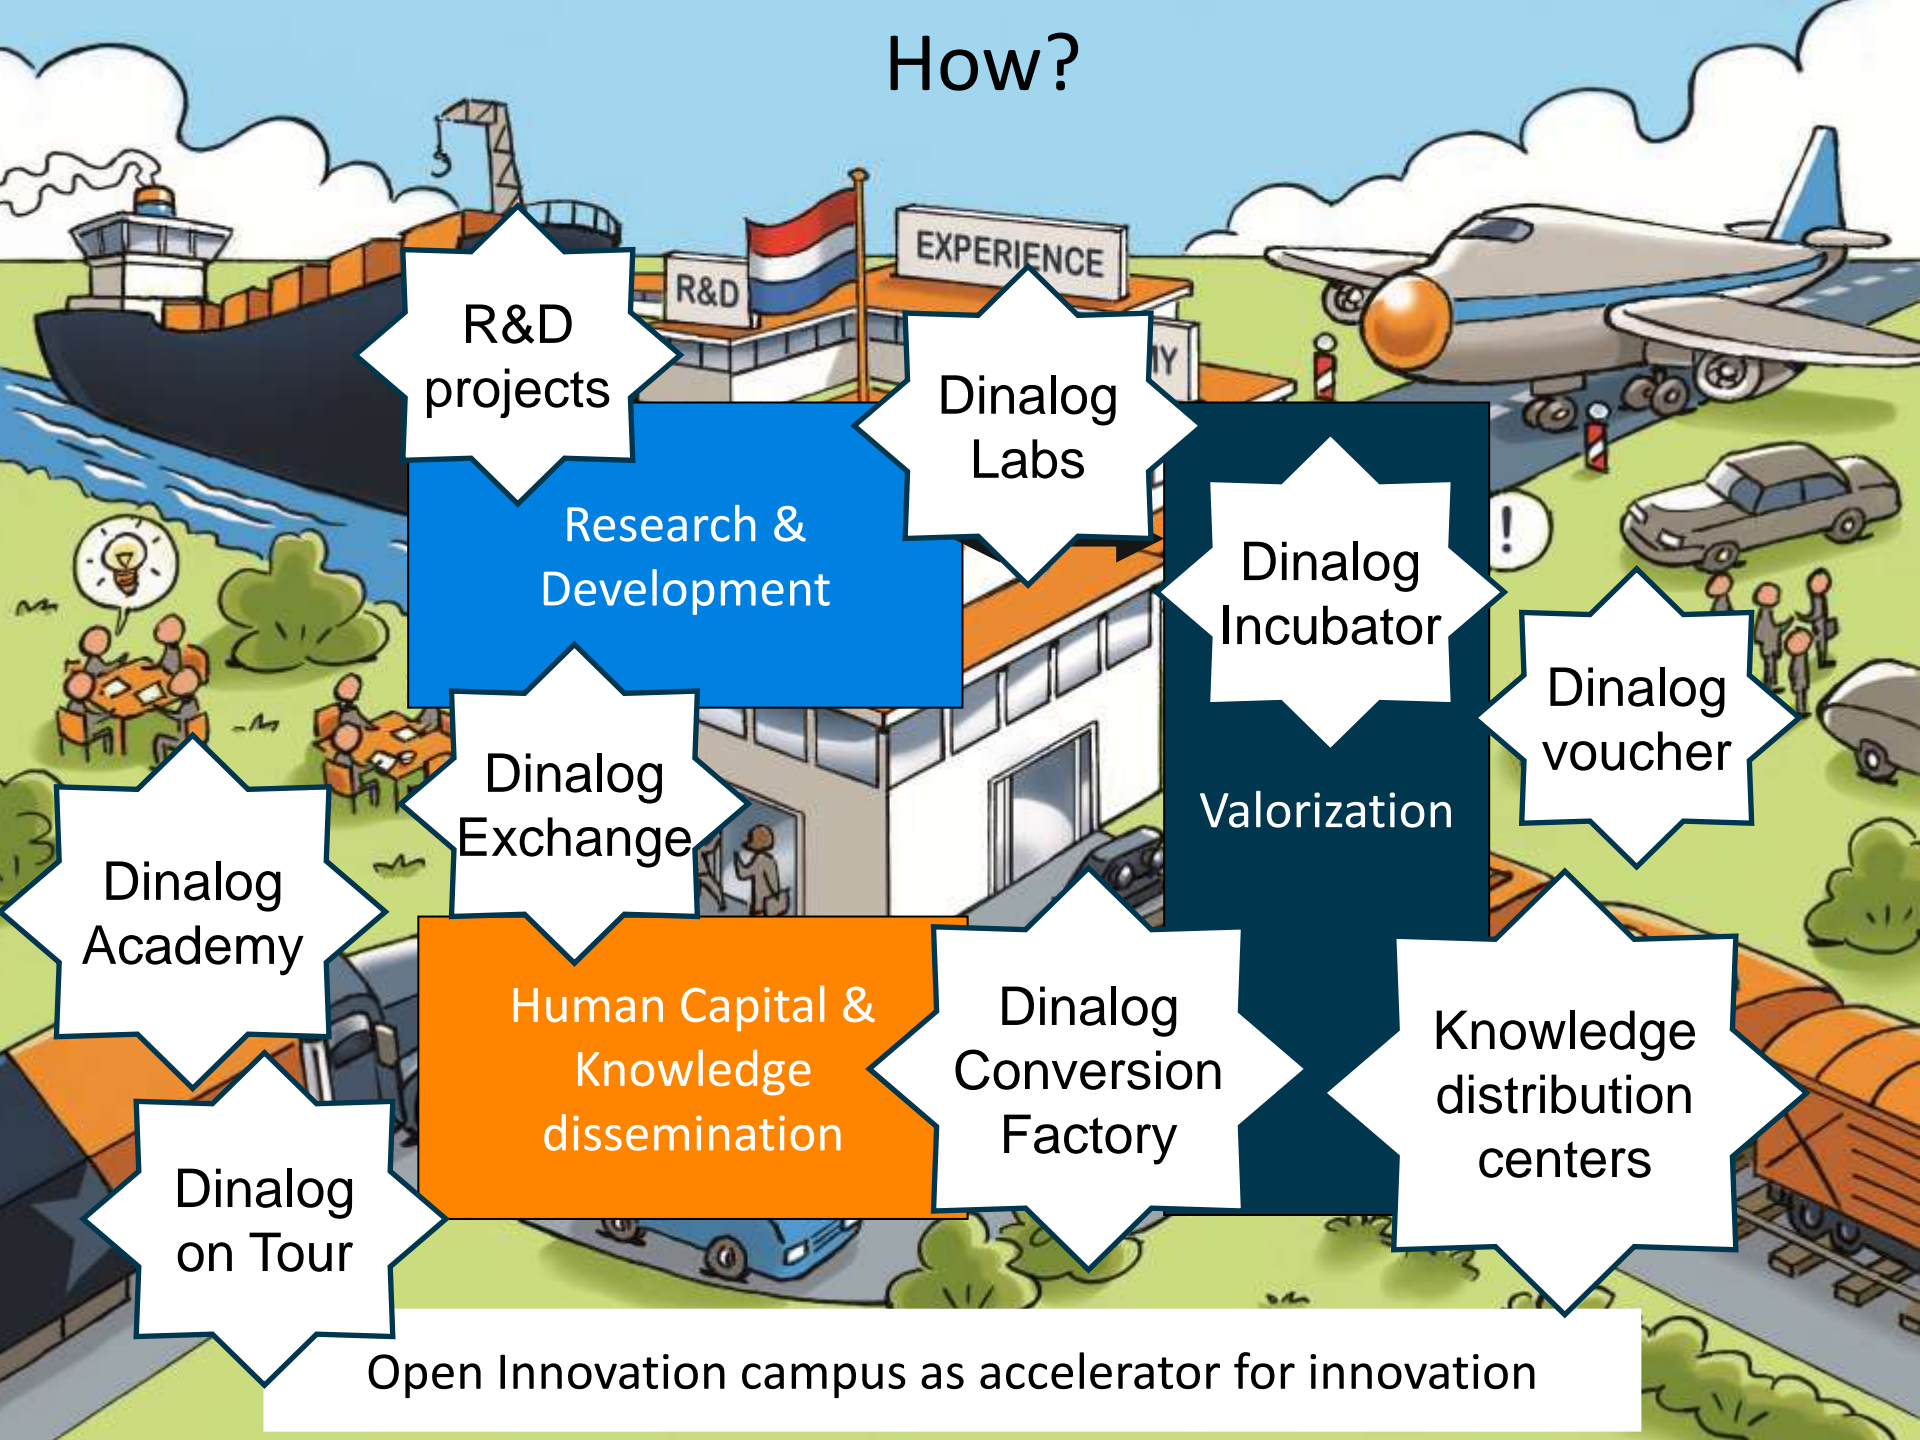 How?
EXPERIENCE
R&D
R&D
projects
Dinalog
Labs
Research &
Development
Dinalog
Incubator
!
Dinalog
voucher
Valorization
Dinalog
Exchange
Dinalog
Academy
Human Capital &
Knowledge
dissemination
Dinalog
Conversion
Factory
Knowledge
distribution
centers
Dinalog
on Tour
Open Innovation campus as accelerator for innovation